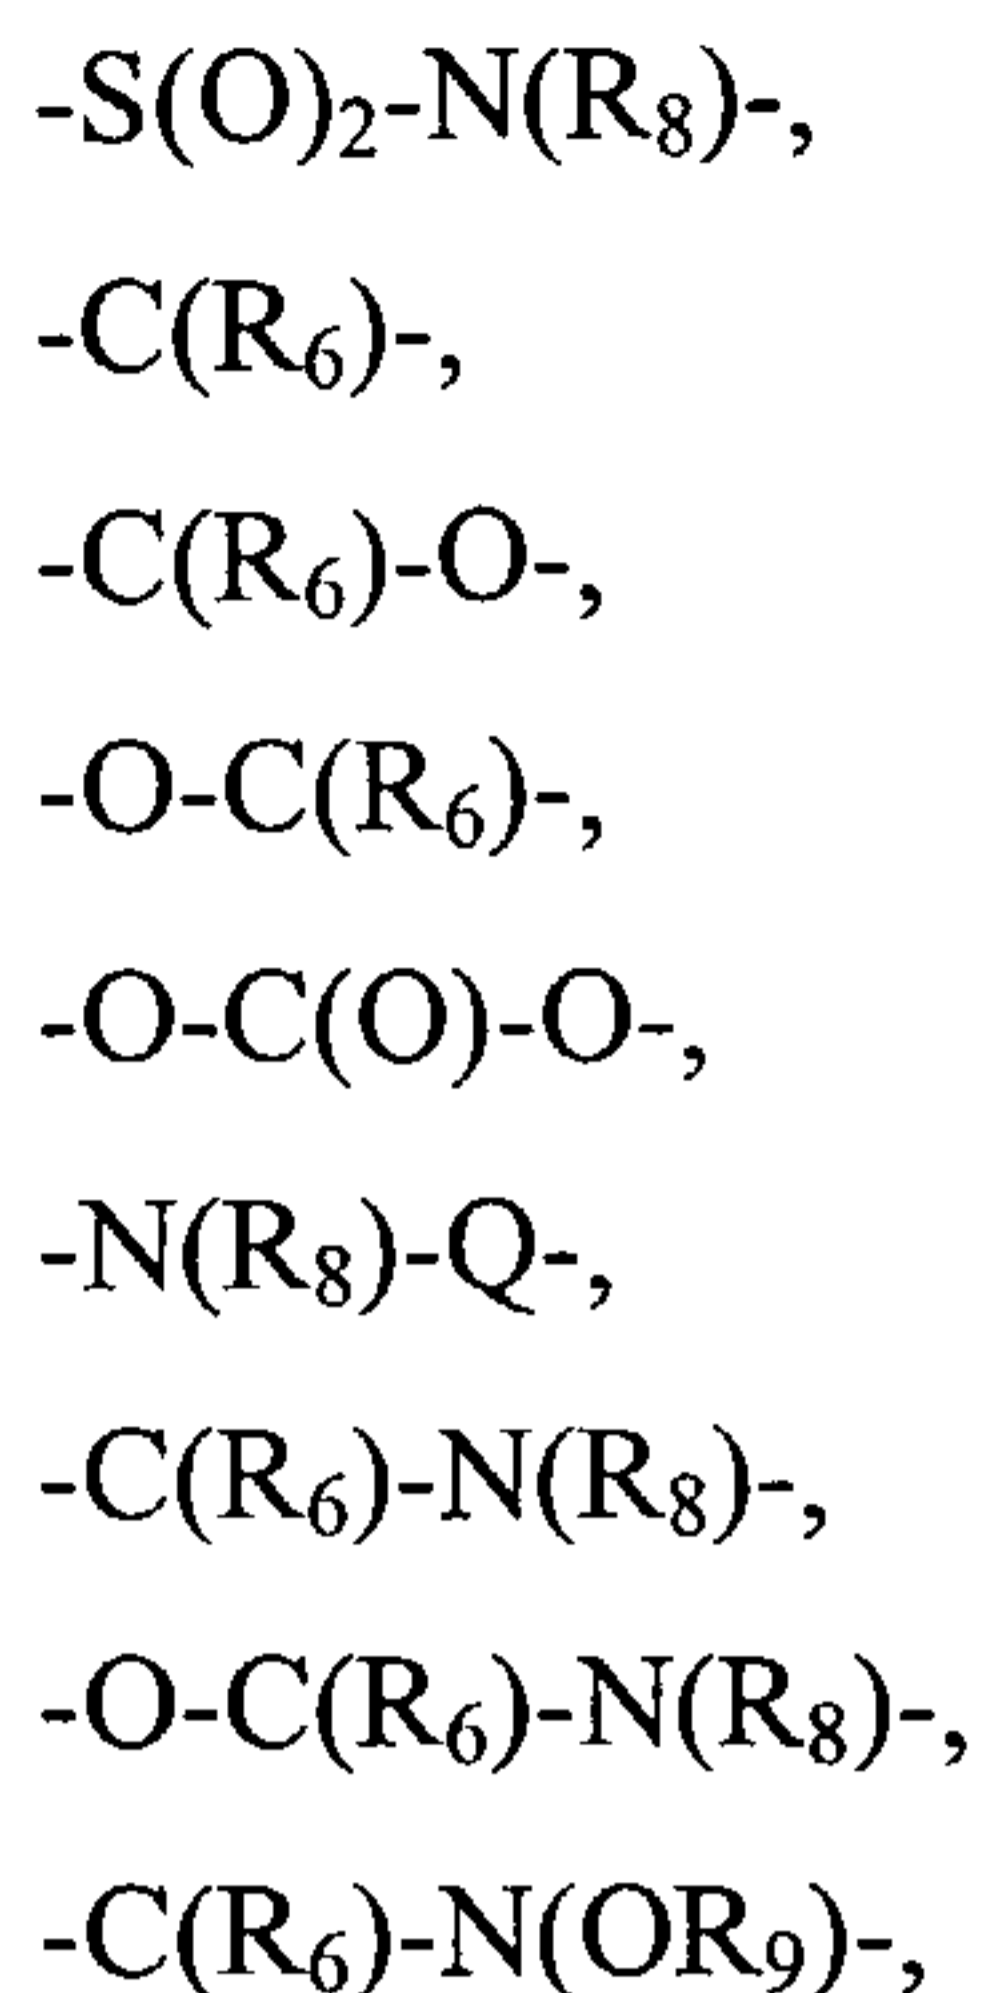 -S(O)₂-N(R₈)-,
-C(R₆)-,
-C(R₆)-O-,
-O-C(R₆)-,
-O-C(O)-O-,
-N(R₈)-Q-,
-C(R₆)-N(R₈)-,
-O-C(R₆)-N(R₈)-,
-C(R₆)-N(OR₉)-,